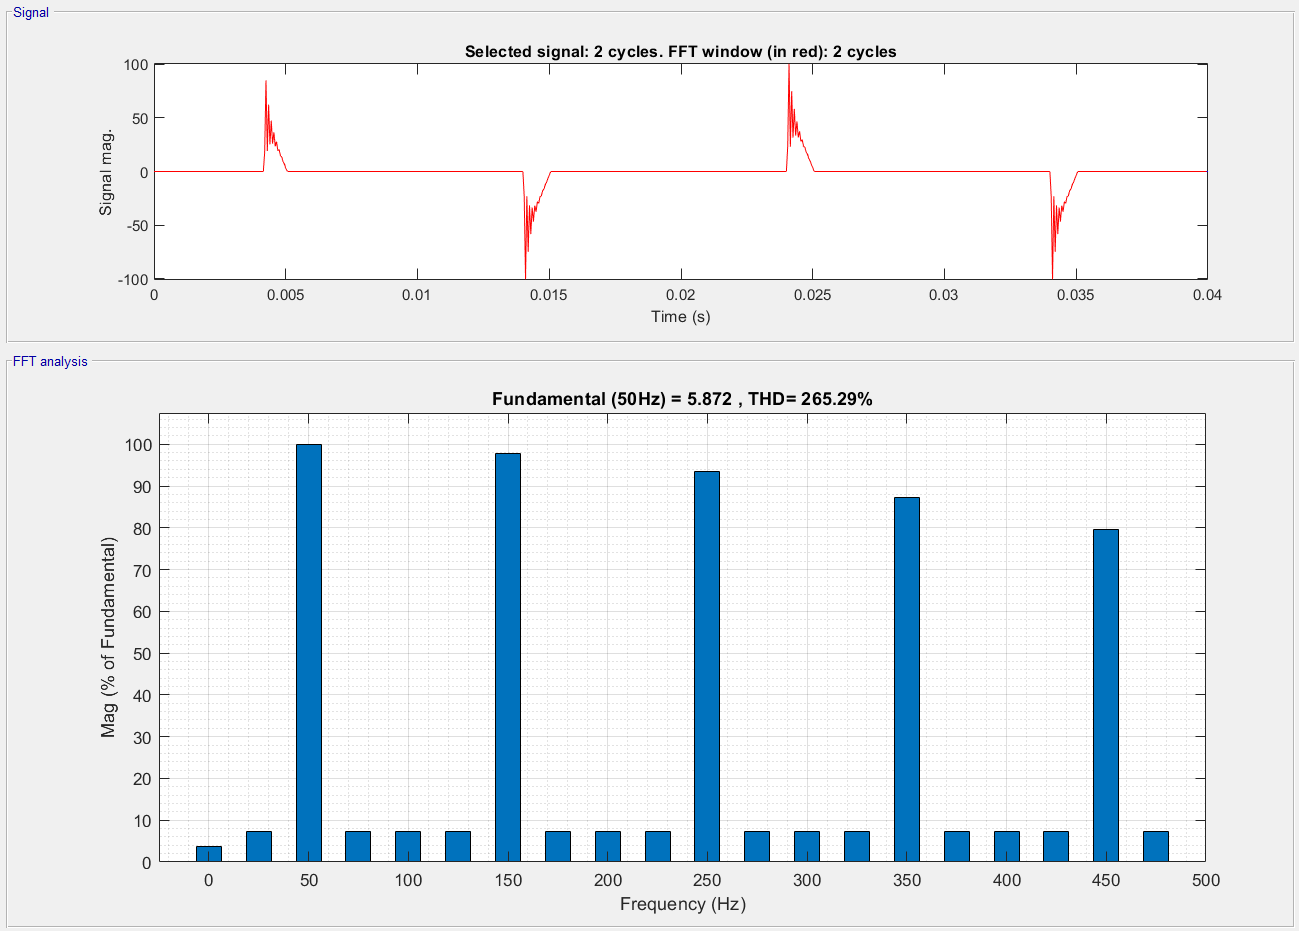 Signal
Selected signal: 2 cycles. FFT window (in red): 2 cycles
100
50
0
-50
-100
Signal mag.
0 0.005 0.01 0.015 0.02 0.025 0.03 0.035 0.04
Time (s)
FFT analysis
Fundamental (50Hz) = 5.872 , THD= 265.29%
100
90
80
70
60
50
40
30
20
10
0
Mag (% of Fundamental)
0 50 100 150 200 250 300 350 400 450 500
Frequency (Hz)